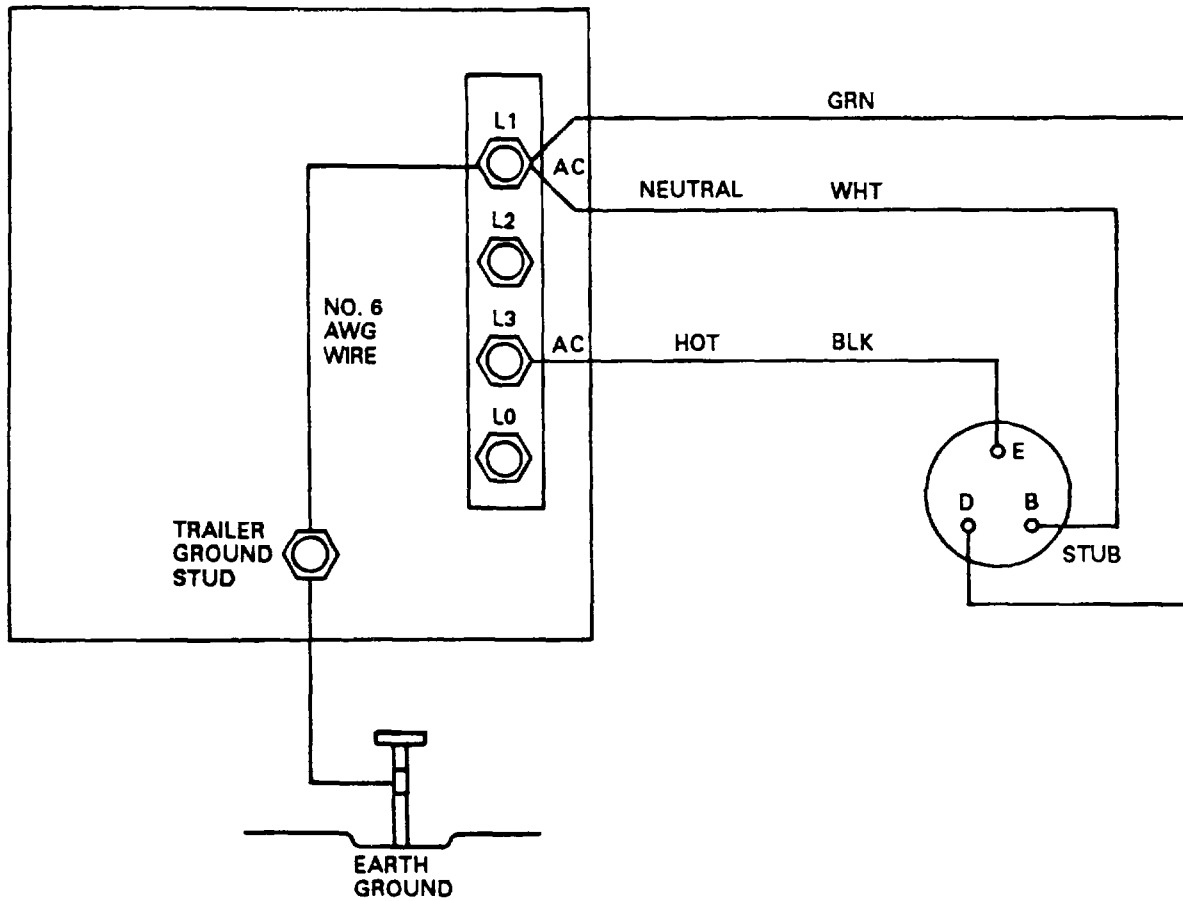 GRN
L1
AC
NEUTRAL WHT
L2
NO. 6
AWG
WIRE
L3
AC HOT BLK
L0
E
D B
STUB
TRAILER
GROUND
STUD
EARTH
GROUND